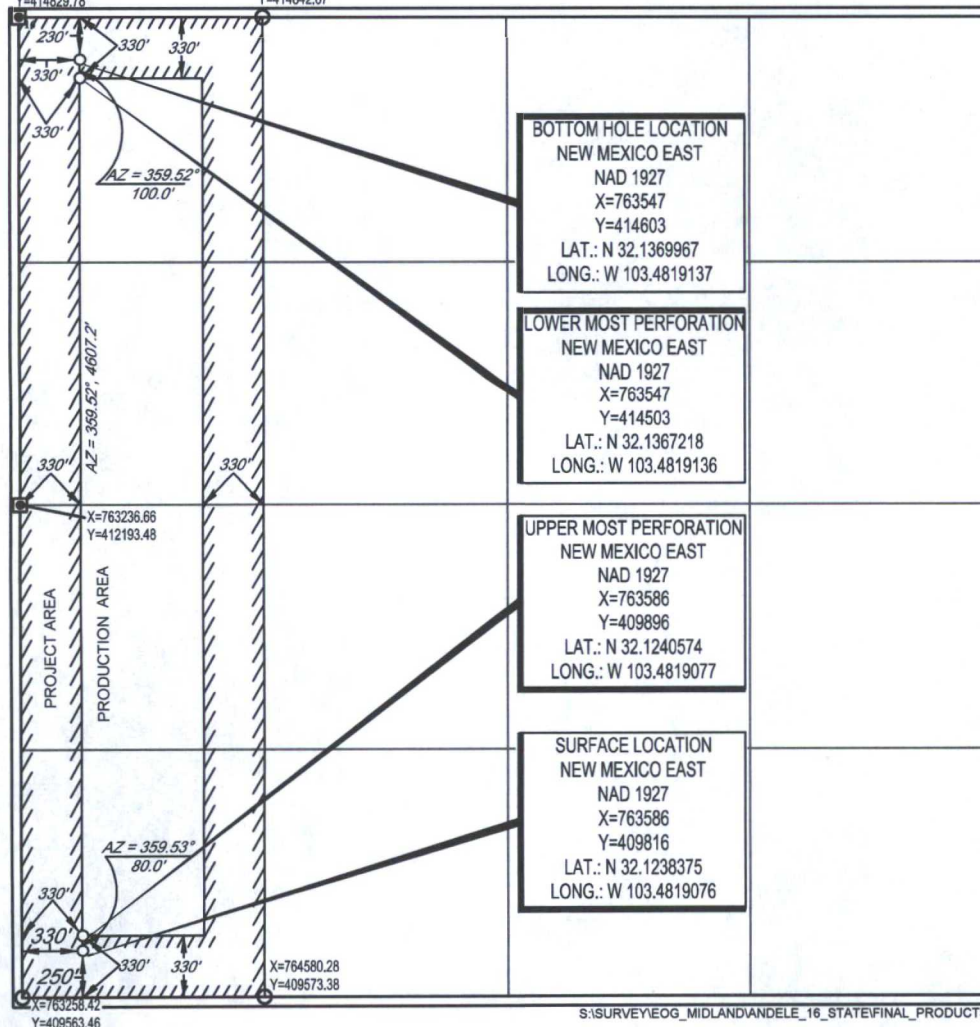 Y=414829.78
230'
330'
330'
330'
330'
AZ = 359.52°
100.0'
BOTTOM HOLE LOCATION
NEW MEXICO EAST
NAD 1927
X=763547
Y=414603
LAT.: N 32.1369967
LONG.: W 103.4819137
LOWER MOST PERFORATION
NEW MEXICO EAST
NAD 1927
X=763547
Y=414503
LAT.: N 32.1367218
LONG.: W 103.4819136
AZ = 359.52°, 4607.2'
330'
330'
X=763236.66
Y=412193.48
PROJECT AREA
PRODUCTION AREA
UPPER MOST PERFORATION
NEW MEXICO EAST
NAD 1927
X=763586
Y=409896
LAT.: N 32.1240574
LONG.: W 103.4819077
SURFACE LOCATION
NEW MEXICO EAST
NAD 1927
X=763586
Y=409816
LAT.: N 32.1238375
LONG.: W 103.4819076
AZ = 359.53°
80.0'
330'
330'
330'
330'
250'
X=764580.28
Y=409573.38
X=763258.42
Y=409563.46
S:\SURVEY\EOG_MIDLAND\ANDELE_16_STATE\FINAL_PRODUCT